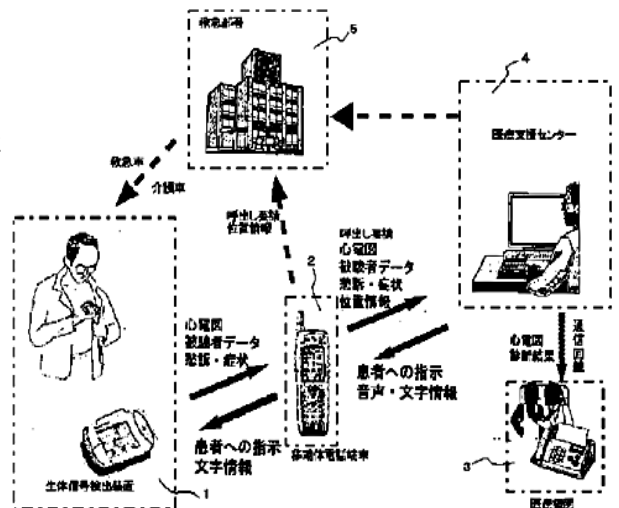 救急部署
5
4
医療支援センター
救急車
介護車
呼出し要請
位置情報
呼出し要請
心電図
被験者データ
愁訴・症状
位置情報
2
心電図
被験者データ
愁訴・症状
患者への指示
音声・文字情報
患者への指示
文字情報
移動体電話端末
心電図
診断結果
通信回線
3
医療機関
生体信号検出装置
1